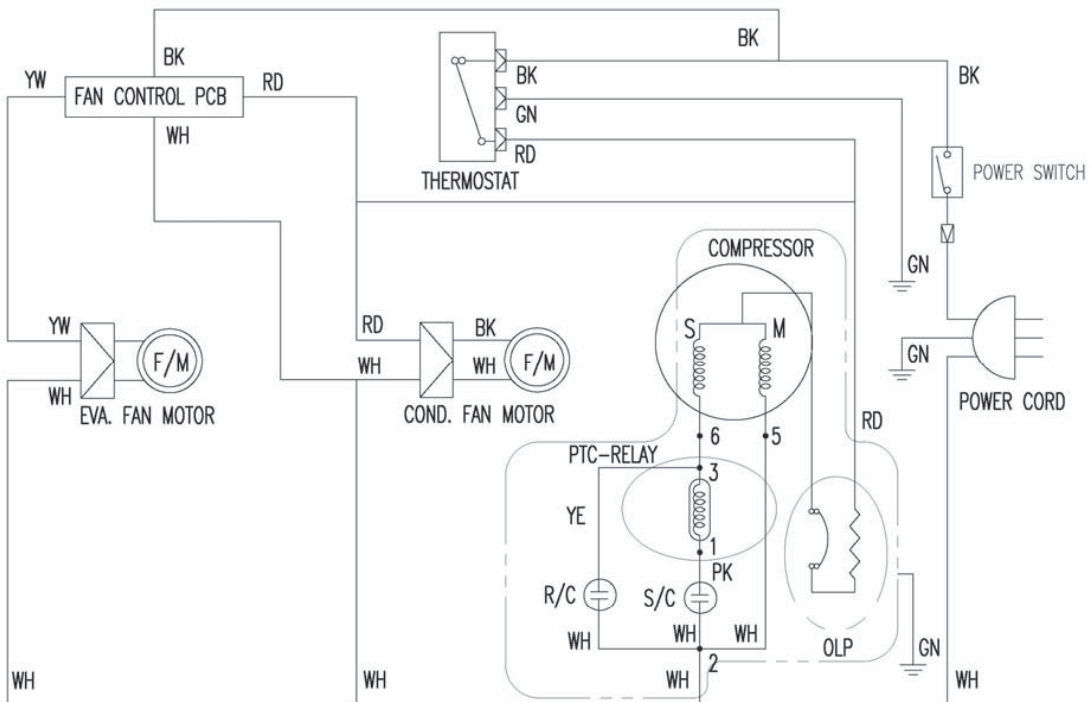 BK
BK
BK
YW
RD
FAN CONTROL PCB
BK
GN
WH
RD
THERMOSTAT
POWER SWITCH
COMPRESSOR
GN
S
M
YW
RD
BK
F/M
WH
WH
F/M
GN
WH
EVA. FAN MOTOR
COND. FAN MOTOR
POWER CORD
RD
6
5
PTC-RELAY
3
YE
1
PK
R/C
S/C
WH
WH
WH
OLP
GN
2
WH
WH
WH
WH